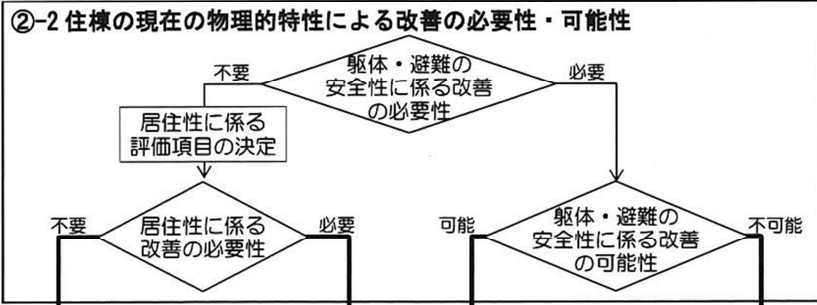 ②-2 住棟の現在の物理的特性による改善の必要性・可能性
躯体・避難の
安全性に係る改善
の必要性
不要
必要
居住性に係る
評価項目の決定
居住性に係る
改善の必要性
不要
必要
躯体・避難の
安全性に係る改善
の可能性
可能
不可能